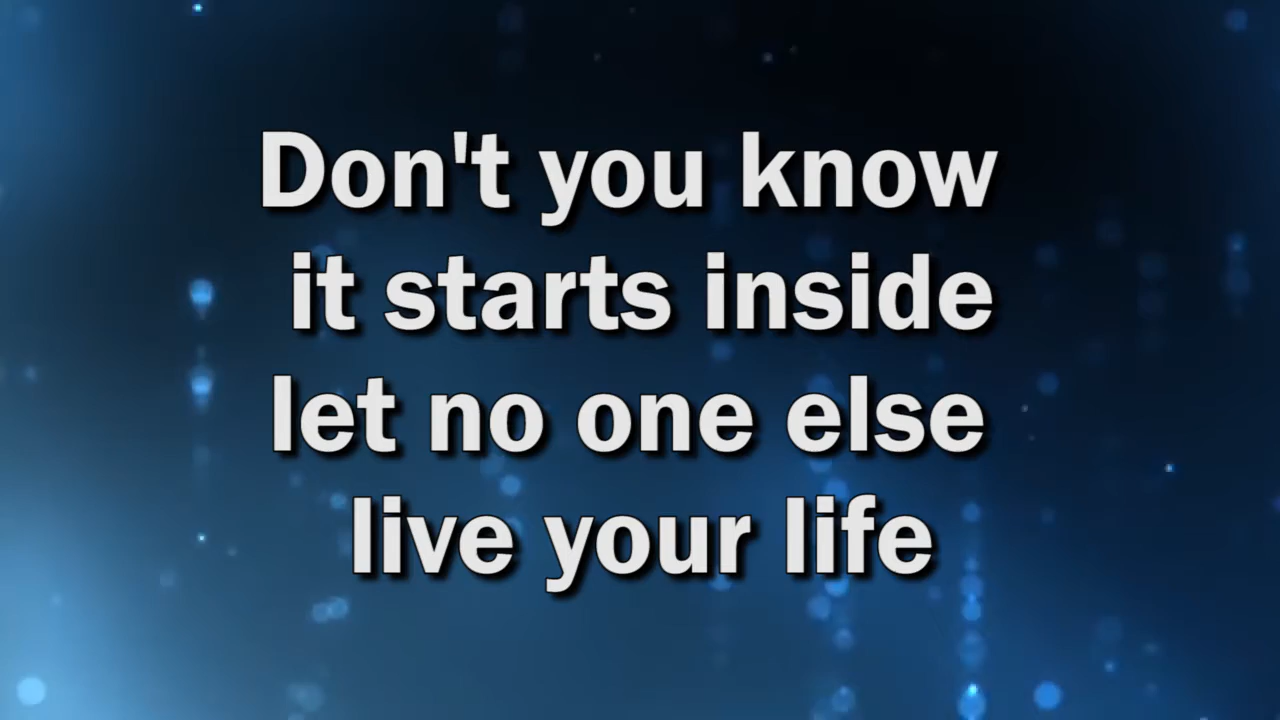 Don't you know
it starts inside
let no one else
live your life